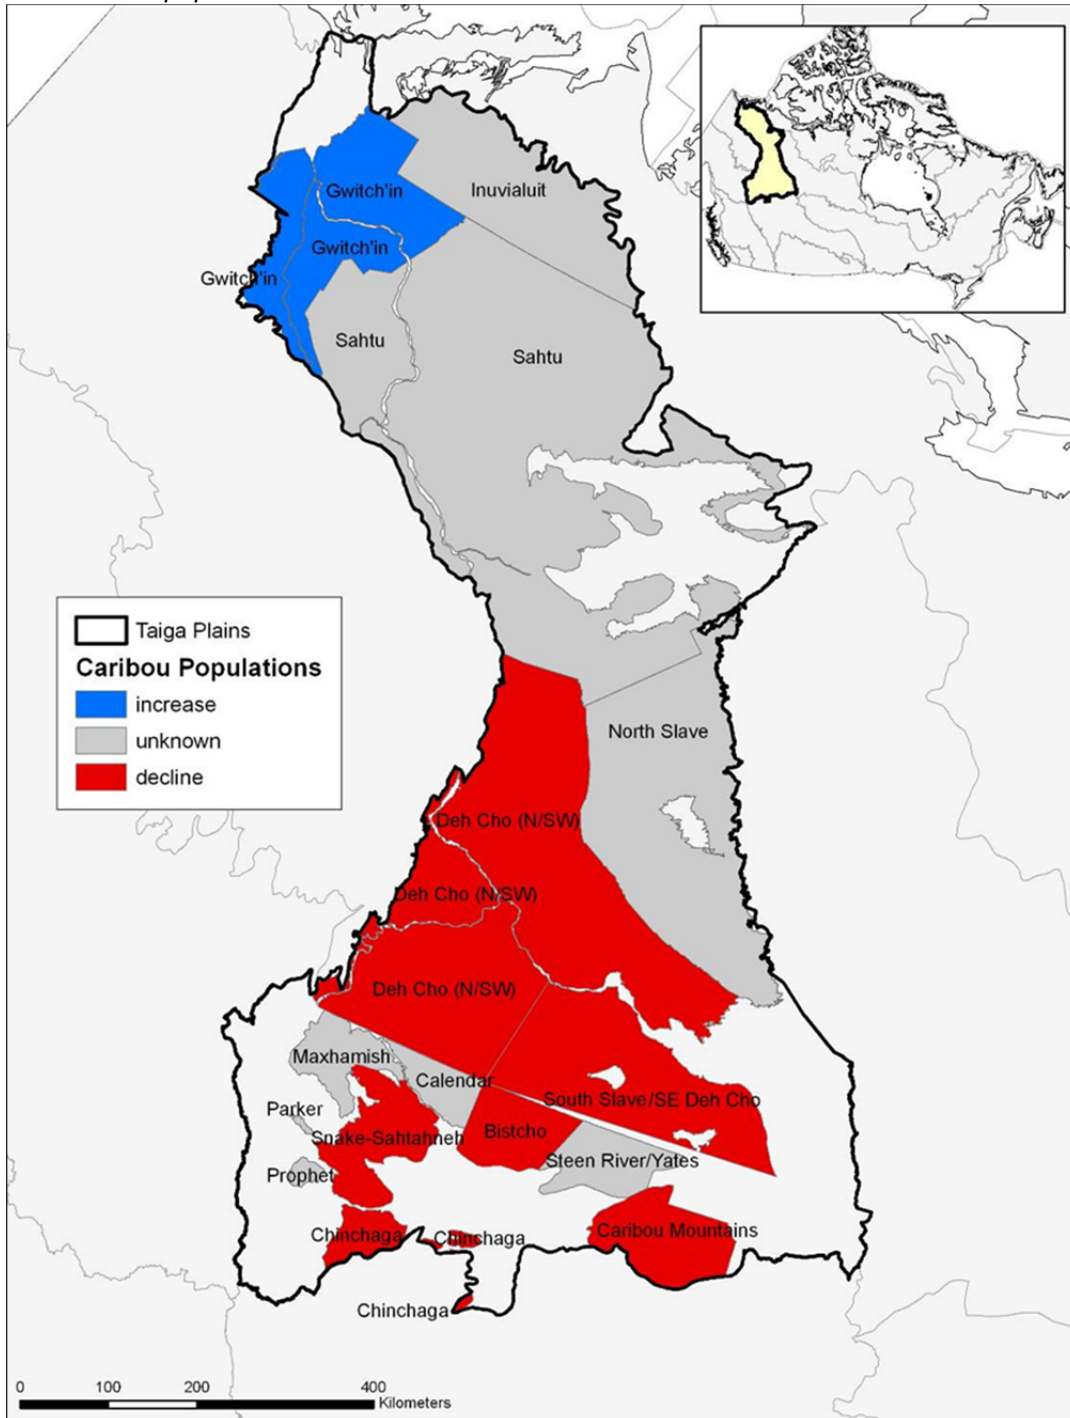 Gwitch'in
Inuvialuit
Gwitch'in
Gwitch'in
Sahtu
Sahtu
Taiga Plains
Caribou Populations
increase
unknown
decline
North Slave
Deh Cho (N/SW)
Deh Cho (N/SW)
Deh Cho (N/SW)
Maxhamish
Calendar
South Slave/SE Deh Cho
Parker
Snake-Sahtahneh
Bistcho
Steen River/Yates
Prophet
Chinchaga
Chinchaga
Caribou Mountains
Chinchaga
0 100 200 400
Kilometers